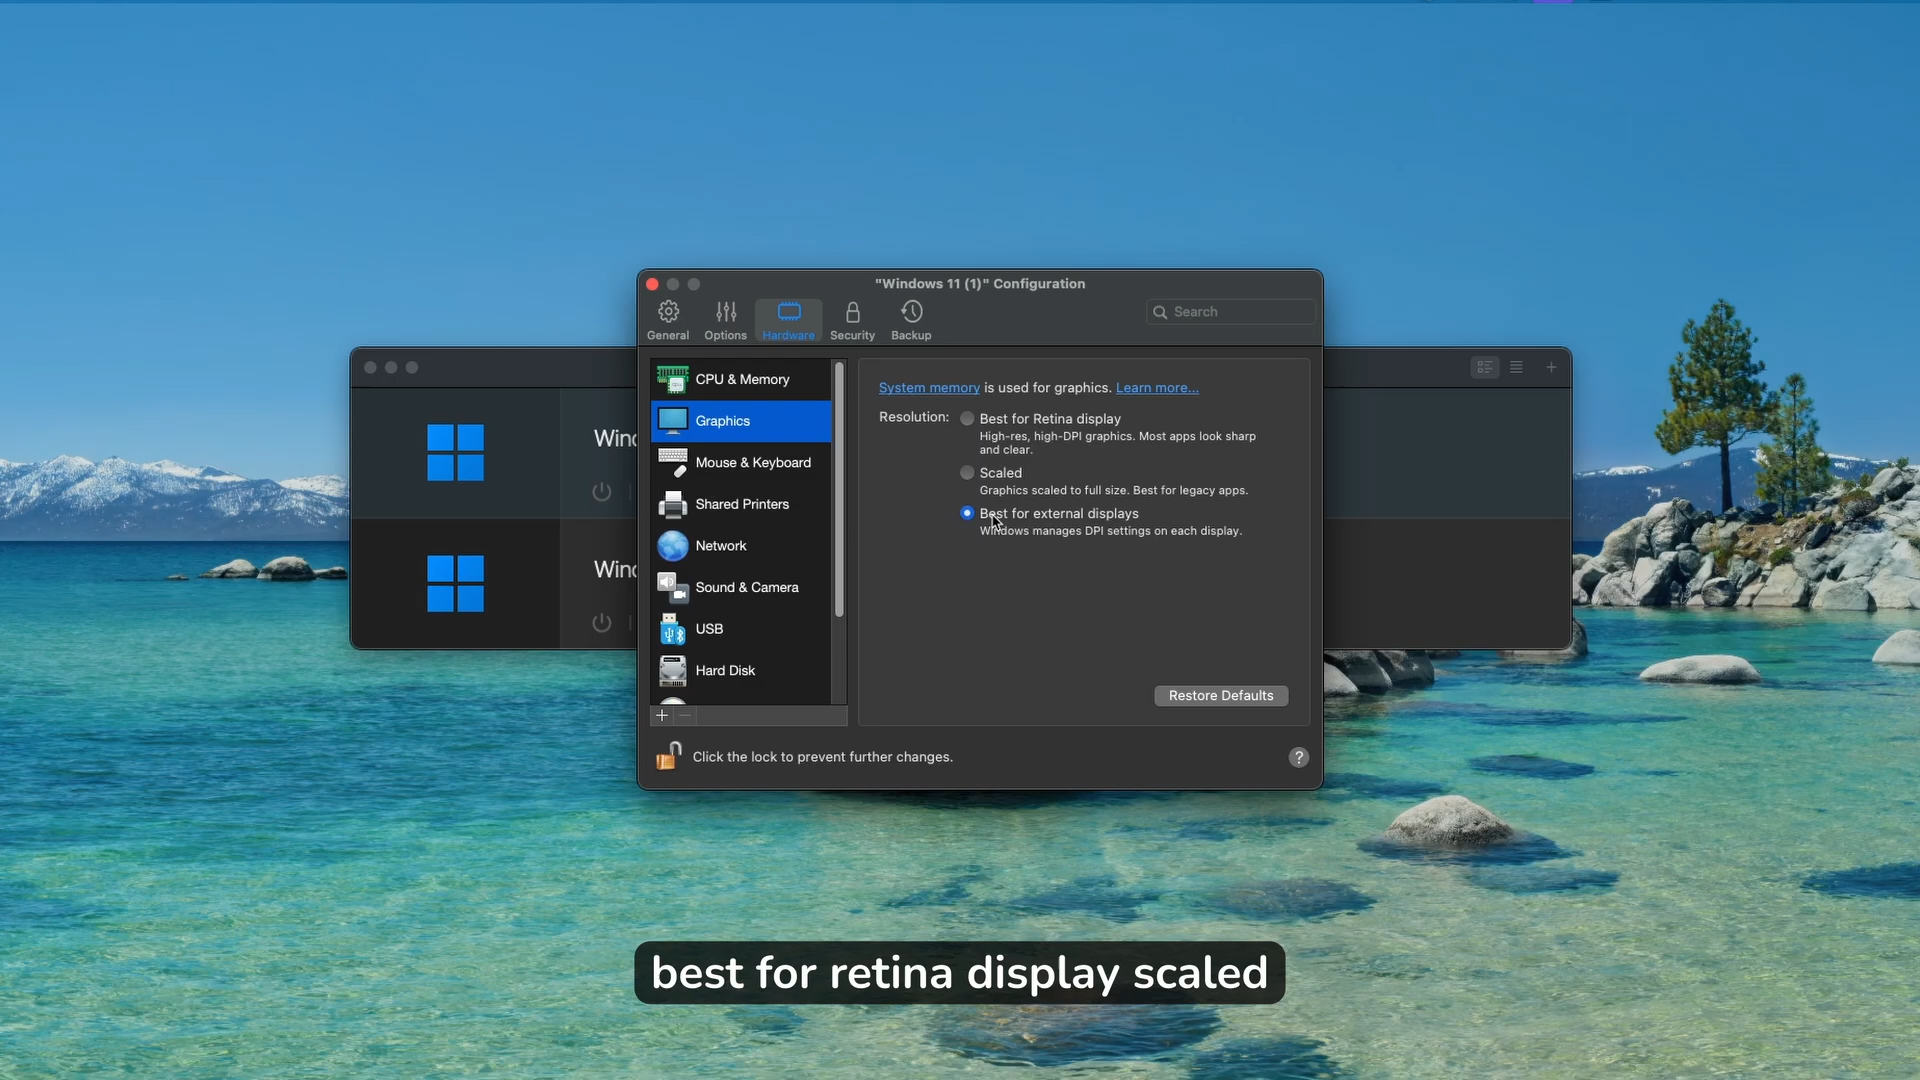 "Windows 11 (1)" Configuration
General
Options
Hardware
Security
Backup
Search
CPU & Memory
Graphics
Mouse & Keyboard
Shared Printers
Network
Sound & Camera
USB
Hard Disk
System memory is used for graphics. Learn more...
Resolution:
Best for Retina display
High-res, high-DPI graphics. Most apps look sharp
and clear.
Scaled
Graphics scaled to full size. Best for legacy apps.
Best for external displays
Windows manages DPI settings on each display.
Restore Defaults
Click the lock to prevent further changes.
?
Wind
Wind
best for retina display scaled